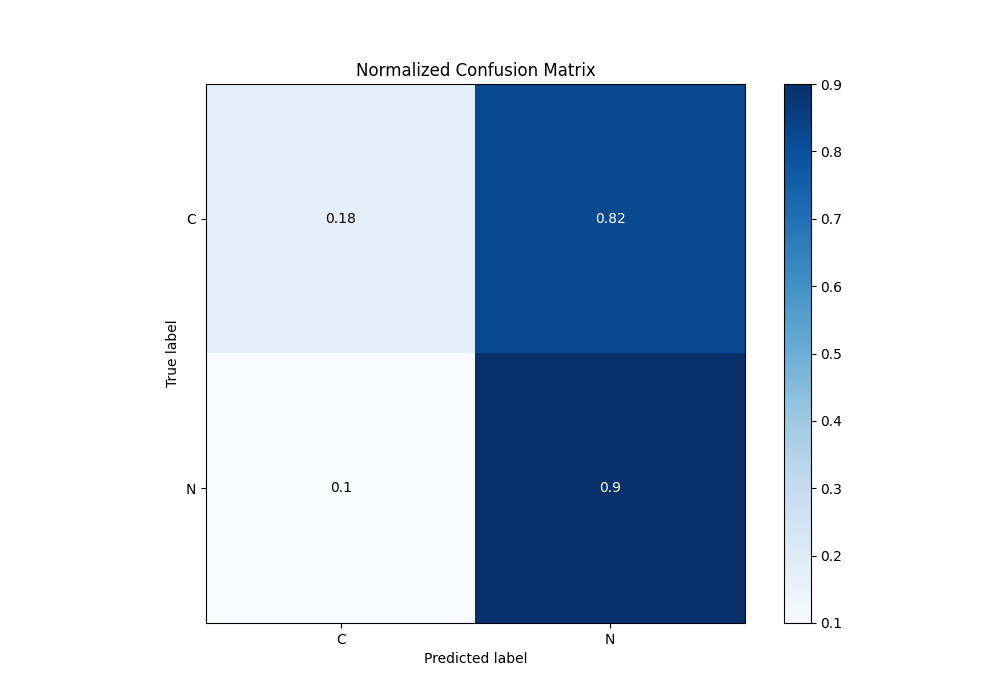 Normalized Confusion Matrix
0.9
0.8
0.7
0.6
0.5
0.4
0.3
0.2
0.1
True label
C
N
0.18
0.82
0.1
0.9
C
N
Predicted label